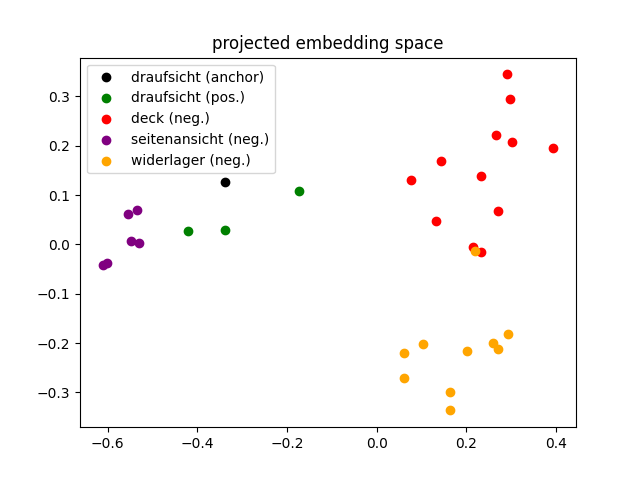 projected embedding space
draufsicht (anchor)
draufsicht (pos.)
deck (neg.)
seitenansicht (neg.)
widerlager (neg.)
0.3
0.2
0.1
0.0
−0.1
−0.2
−0.3
−0.6 −0.4 −0.2 0.0 0.2 0.4